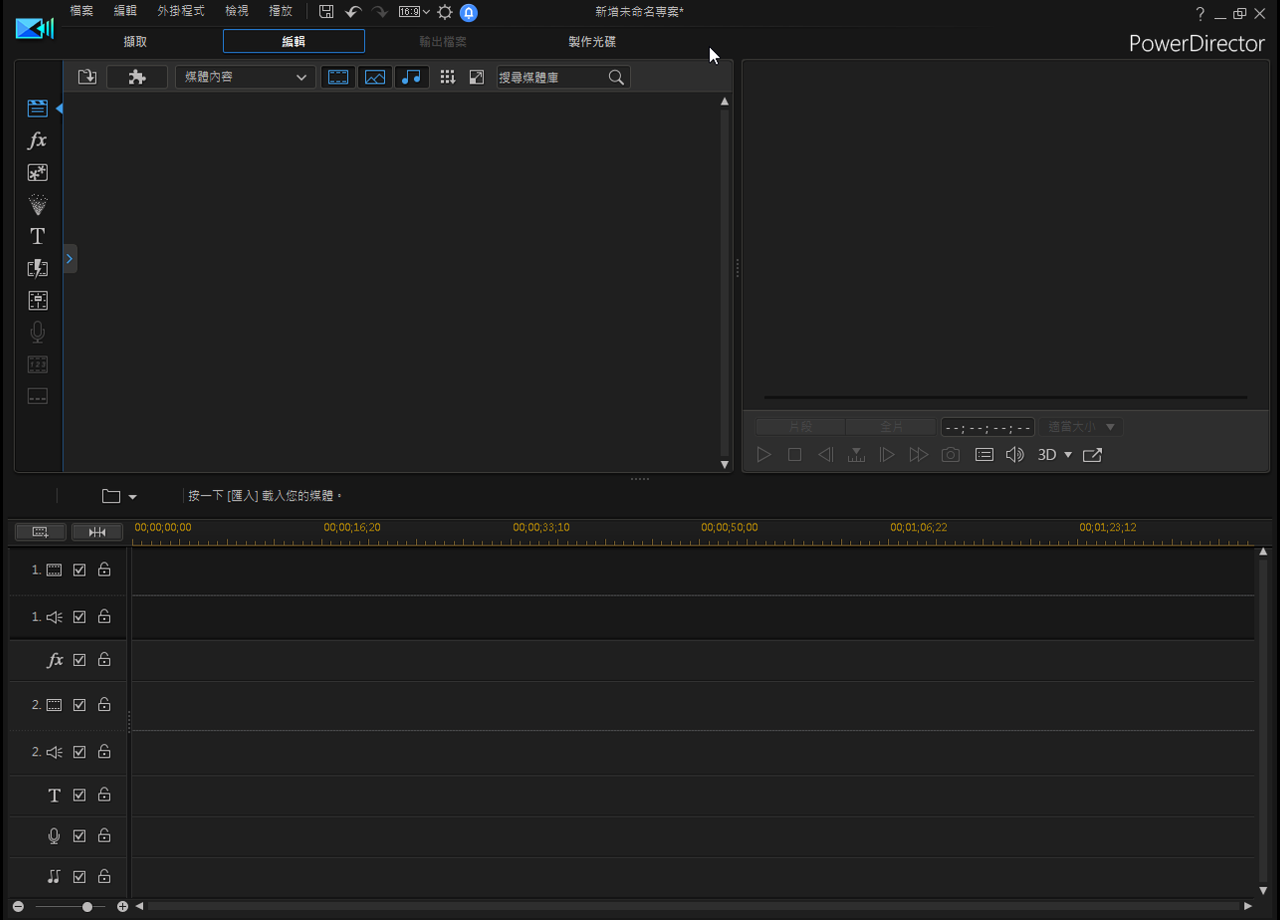 檔案 編輯 外掛程式 檢視 播放 16:9 新增未命名專案* ?
擷取 編輯 輸出檔案 製作光碟
PowerDirector
媒體內容 搜尋媒體庫
fx
T
123
片段 全片 --;--;--;-- 適當大小
3D
按一下 [匯入] 載入您的媒體。
00;00;00;00 00;00;16;20 00;00;33;10 00;00;50;00 00;01;06;22 00;01;23;12
1.
1.
fx
2.
2.
T